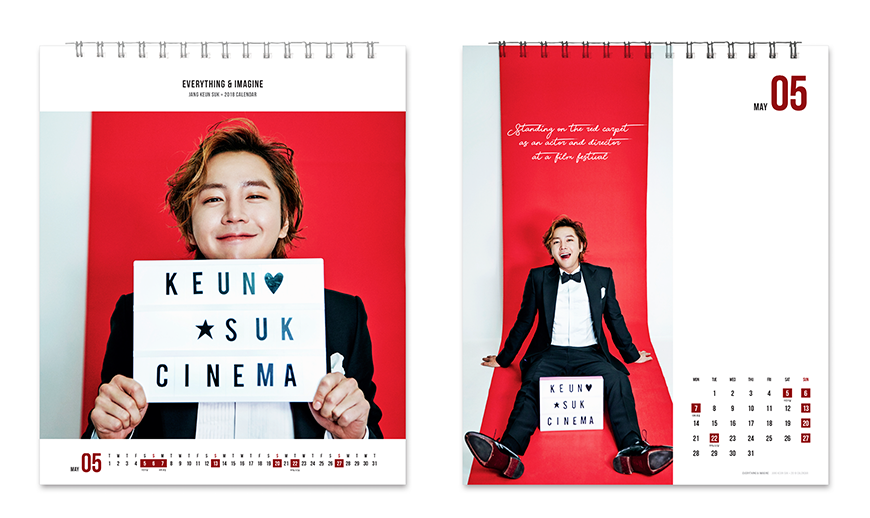 EVERYTHING & IMAGINE
JANG KEUN SUK - 2018 CALENDAR
KEUN♥
★SUK
CINEMA
MAY 05
T W T F S S M T W T F S S M T W T F S S M T W T F S S M T W T
1 2 3 4 5 6 7 8 9 10 11 12 13 14 15 16 17 18 19 20 21 22 23 24 25 26 27 28 29 30 31
Standing on the red carpet
as an actor and director
at a film festival
KEUN♥
★SUK
CINEMA
MAY 05
MON TUE WED THU FRI SAT SUN
1 2 3 4 5 6
7 8 9 10 11 12 13
14 15 16 17 18 19 20
21 22 23 24 25 26 27
28 29 30 31
EVERYTHING & IMAGINE